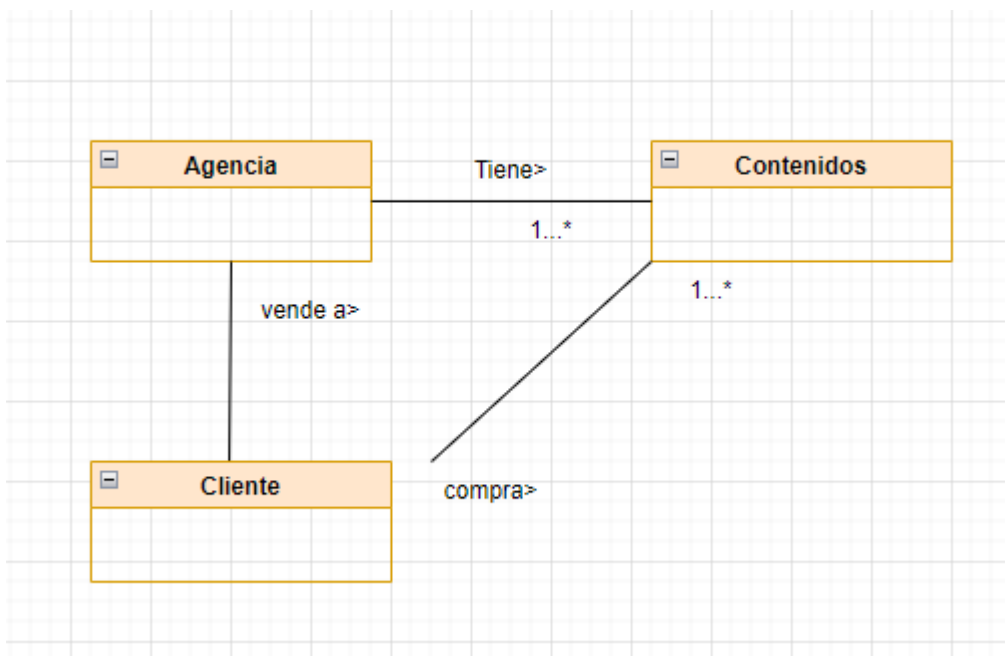 Agencia
Tiene>
Contenidos
1...*
1...*
vende a>
Cliente
compra>